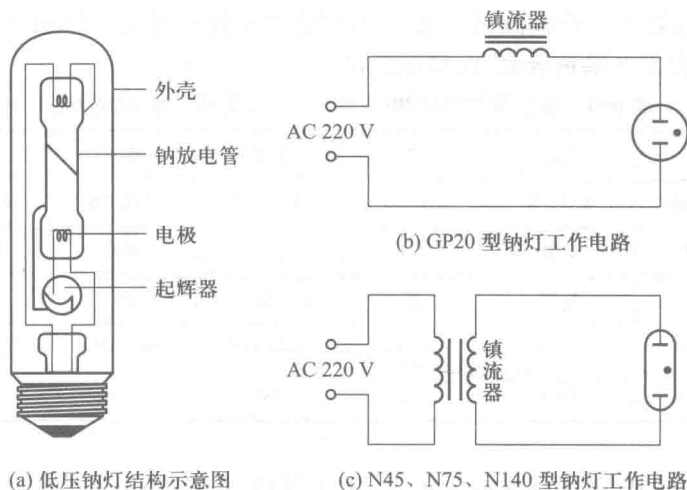 外壳
钠放电管
电极
起辉器
(a) 低压钠灯结构示意图
镇流器
AC 220 V
(b) GP20 型钠灯工作电路
AC 220 V
镇流器
(c) N45、N75、N140 型钠灯工作电路